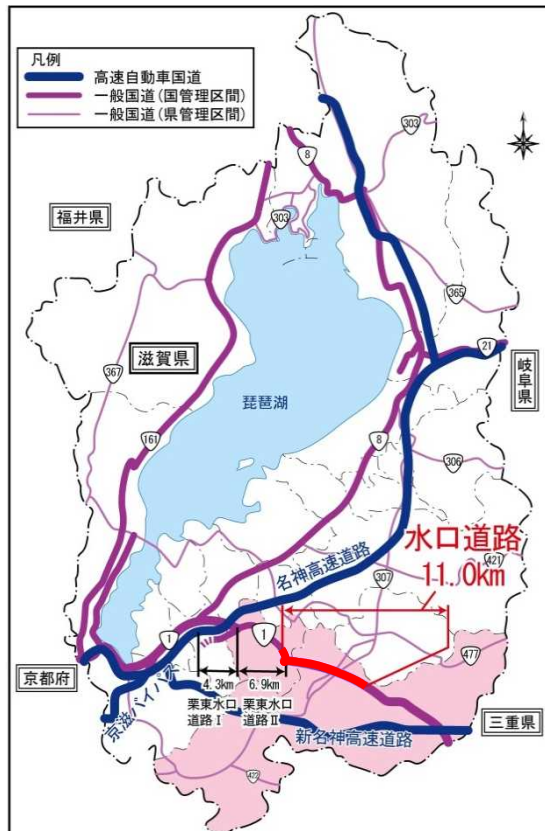 凡例
高速自動車国道
一般国道(国管理区間)
一般国道(県管理区間)
303
8
福井県
303
365
滋賀県
21
岐阜県
367
琵琶湖
161
8
306
水口道路
11.0km
421
名神高速道路
307
1
1
477
京都府
4.3km
6.9km
京滋バイパス
栗東水口
道路Ⅰ
栗東水口
道路Ⅱ
新名神高速道路
三重県
422